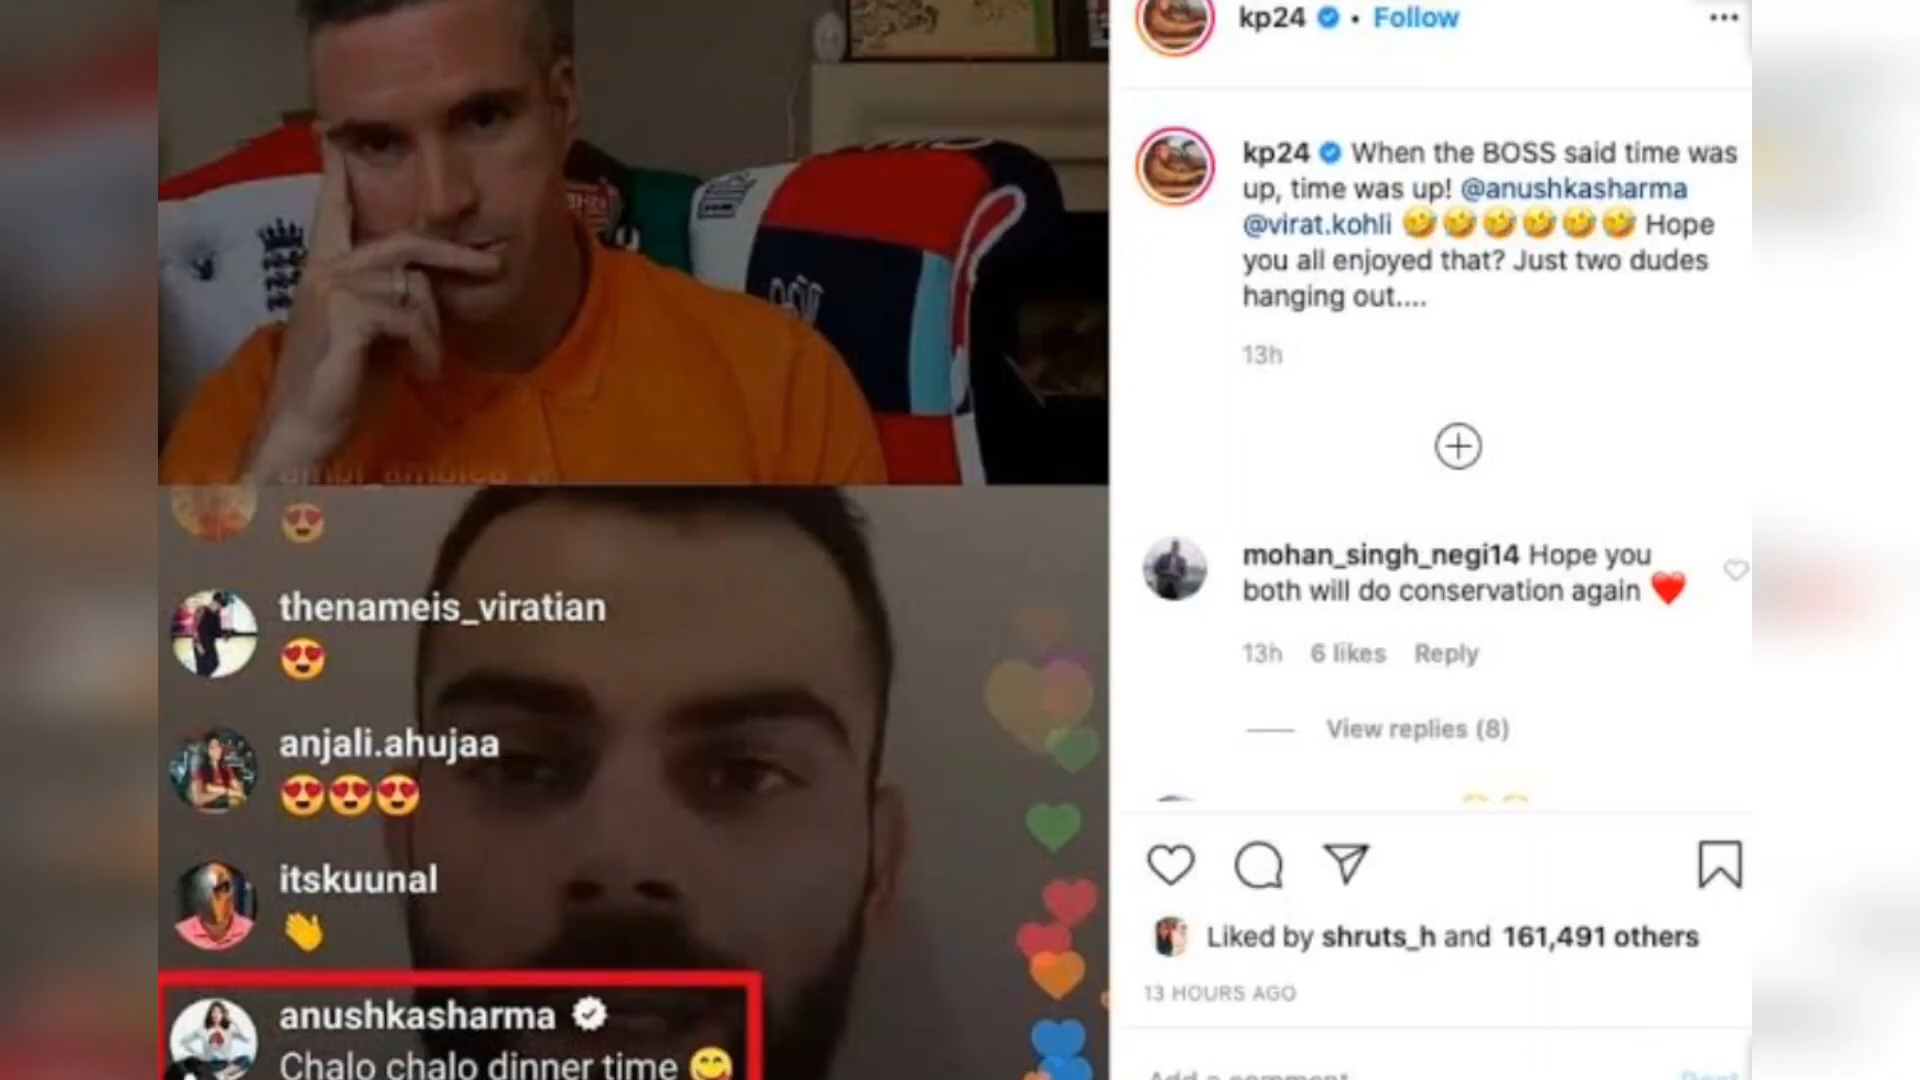 thenameis_viratian
anjali.ahujaa
itskuunal
anushkasharma
Chalo chalo dinner time 😋
kp24 • Follow
kp24 When the BOSS said time was
up, time was up! @anushkasharma
@virat.kohli 🤣🤣🤣🤣🤣🤣 Hope
you all enjoyed that? Just two dudes
hanging out....
13h
mohan_singh_negi14 Hope you
both will do conservation again ❤️
13h 6 likes Reply
View replies (8)
Liked by shruts_h and 161,491 others
13 HOURS AGO
Add a comment
Post